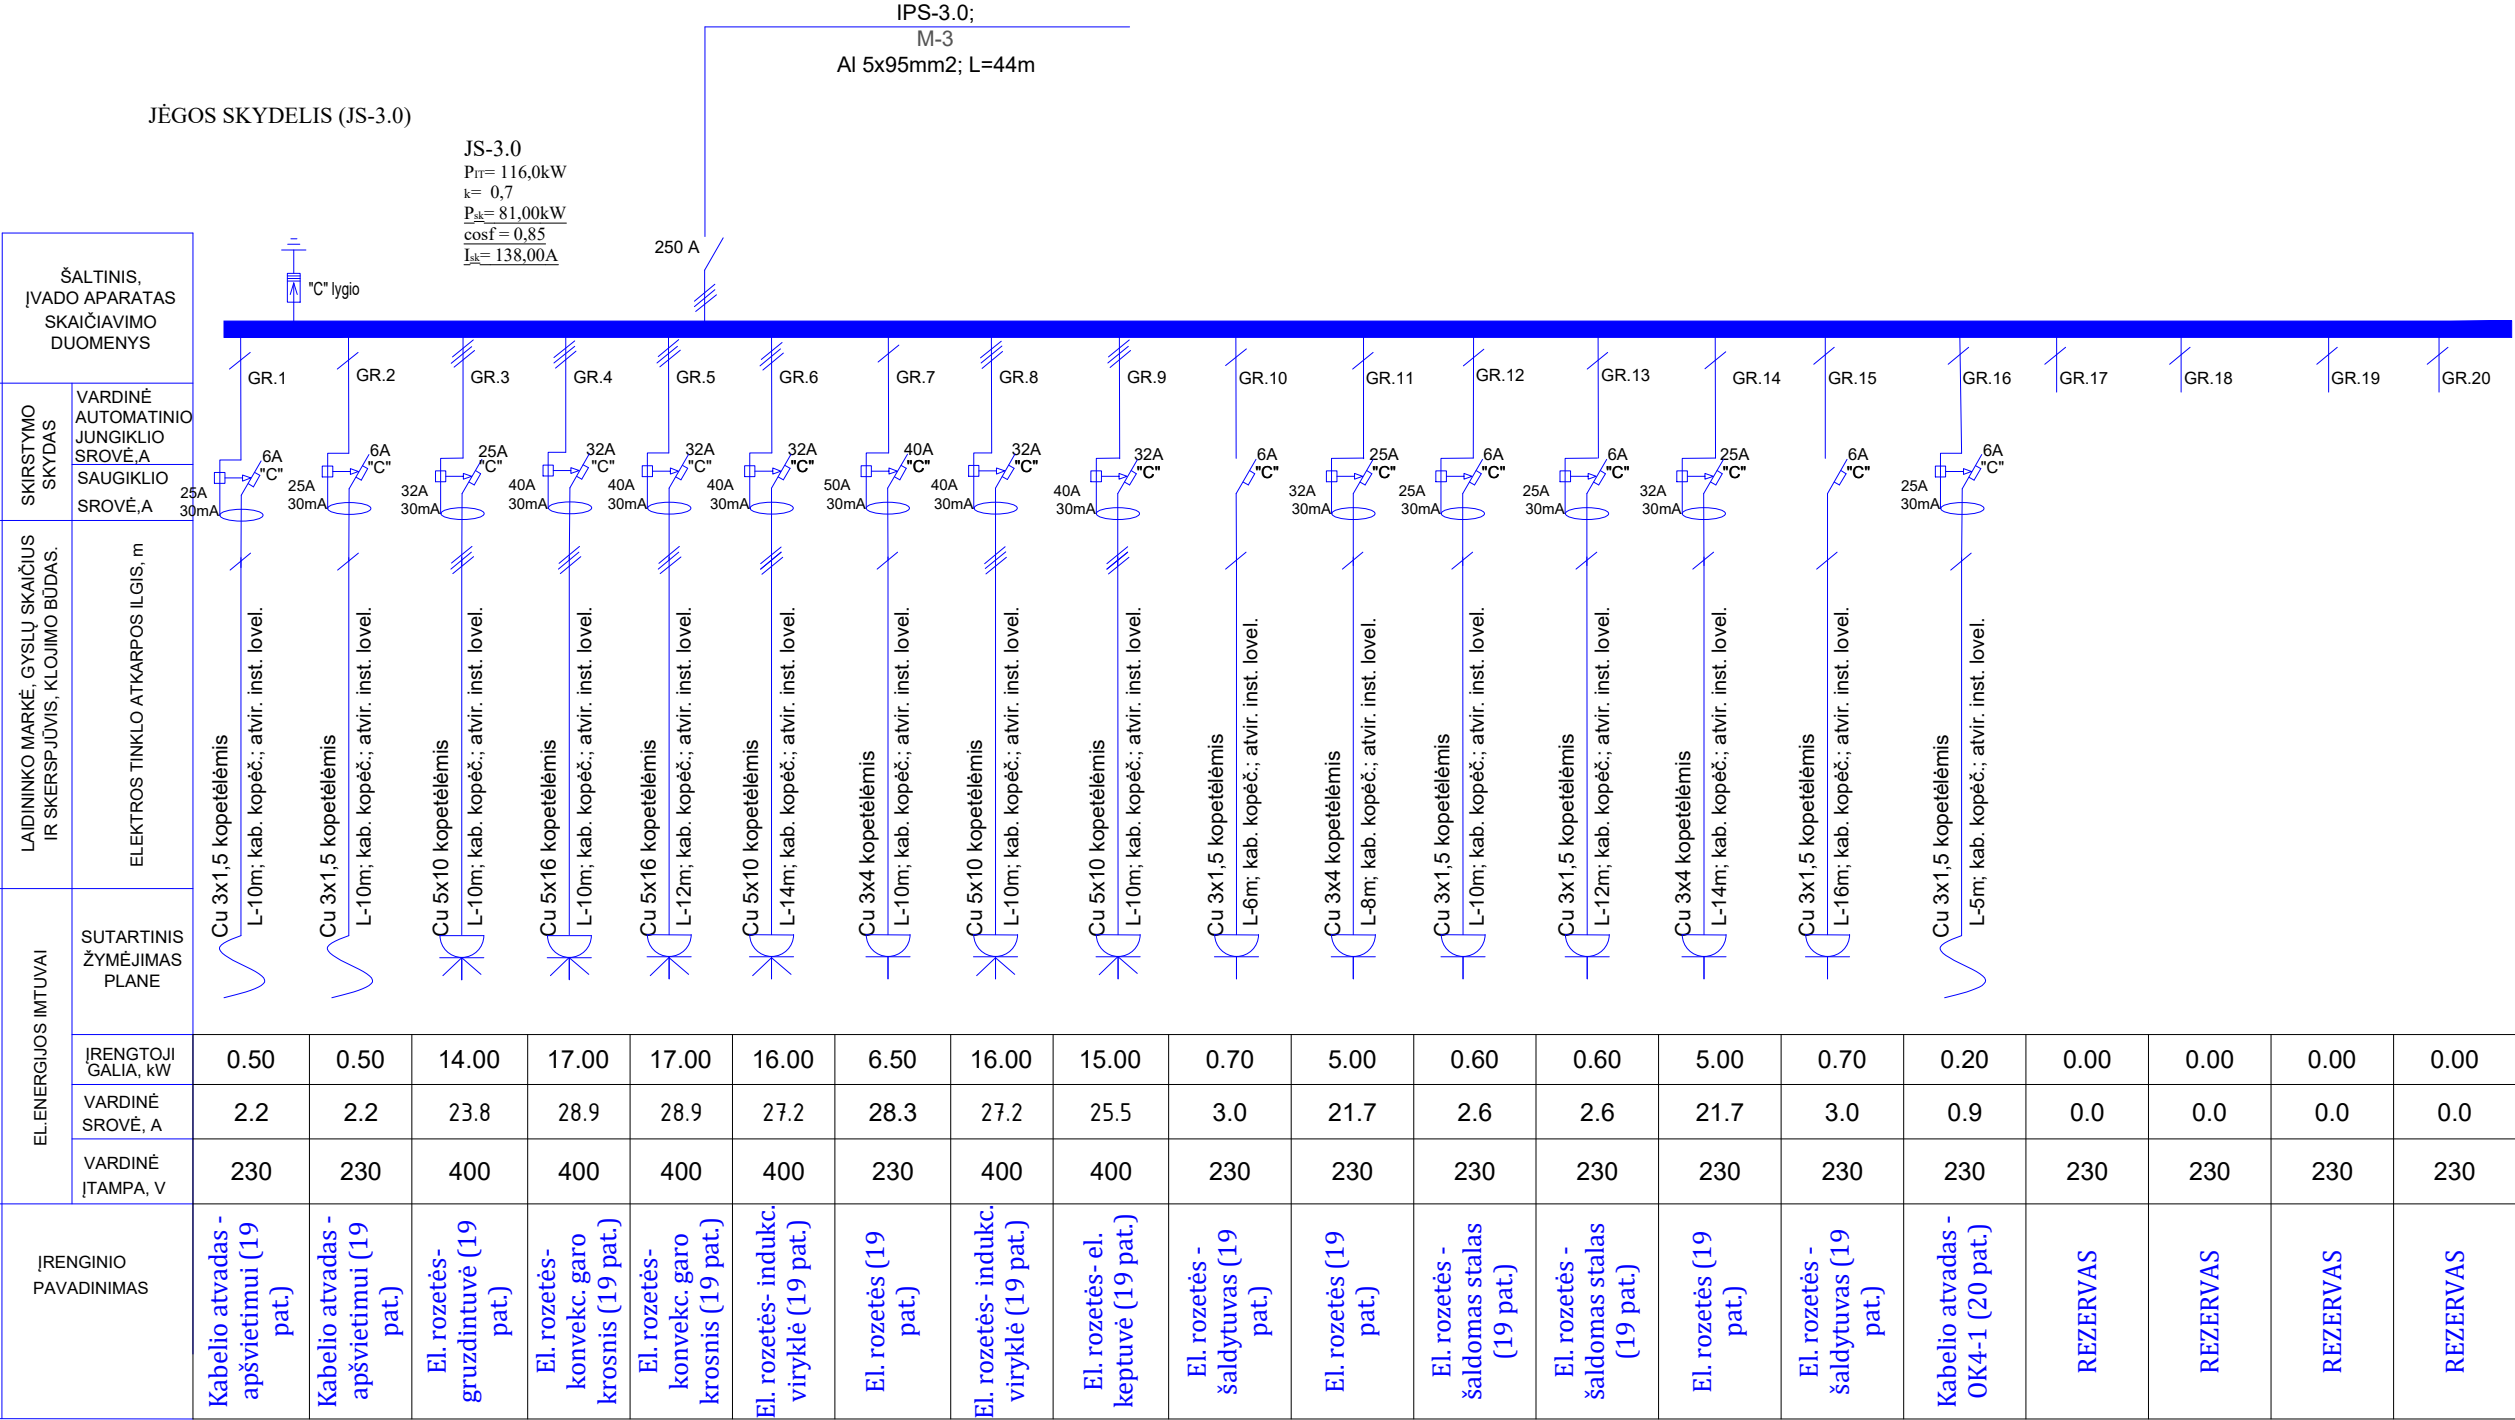 IPS-3.0;
M-3
Al 5x95mm2; L=44m
JĖGOS SKYDELIS (JS-3.0)
JS-3.0
PIT= 116,0kW
k= 0,7
Psk= 81,00kW
cosf = 0,85
Isk= 138,00A
250 A
"C" lygio
ŠALTINIS,
ĮVADO APARATAS
SKAIČIAVIMO
DUOMENYS
GR.1 GR.2 GR.3 GR.4 GR.5 GR.6 GR.7 GR.8 GR.9 GR.10 GR.11 GR.12 GR.13 GR.14 GR.15 GR.16 GR.17 GR.18 GR.19 GR.20
SKIRSTYMO
SKYDAS
VARDINĖ
AUTOMATINIO
JUNGIKLIO
SROVĖ,A
SAUGIKLIO
SROVĖ,A
6A 6A 25A 32A 32A 32A 40A 32A 32A 6A 25A 6A 6A 25A 6A 6A
"C" "C" "C" "C" "C" "C" "C" "C" "C" "C" "C" "C" "C" "C" "C" "C"
25A 25A 32A 40A 40A 40A 50A 40A 40A 32A 25A 25A 32A 25A
30mA 30mA 30mA 30mA 30mA 30mA 30mA 30mA 30mA 30mA 30mA 30mA 30mA 30mA
LAIDININKO MARKĖ, GYSLŲ SKAIČIUS
IR SKERSPJŪVIS, KLOJIMO BŪDAS.
ELEKTROS TINKLO ATKARPOS ILGIS, m
Cu 3x1,5 kopetėlėmis
L-10m; kab. kopėč.; atvir. inst. lovel.
Cu 3x1,5 kopetėlėmis
L-10m; kab. kopėč.; atvir. inst. lovel.
Cu 5x10 kopetėlėmis
L-10m; kab. kopėč.; atvir. inst. lovel.
Cu 5x16 kopetėlėmis
L-10m; kab. kopėč.; atvir. inst. lovel.
Cu 5x16 kopetėlėmis
L-12m; kab. kopėč.; atvir. inst. lovel.
Cu 5x10 kopetėlėmis
L-14m; kab. kopėč.; atvir. inst. lovel.
Cu 3x4 kopetėlėmis
L-10m; kab. kopėč.; atvir. inst. lovel.
Cu 5x10 kopetėlėmis
L-10m; kab. kopėč.; atvir. inst. lovel.
Cu 5x10 kopetėlėmis
L-10m; kab. kopėč.; atvir. inst. lovel.
Cu 3x1,5 kopetėlėmis
L-6m; kab. kopėč.; atvir. inst. lovel.
Cu 3x4 kopetėlėmis
L-8m; kab. kopėč.; atvir. inst. lovel.
Cu 3x1,5 kopetėlėmis
L-10m; kab. kopėč.; atvir. inst. lovel.
Cu 3x1,5 kopetėlėmis
L-12m; kab. kopėč.; atvir. inst. lovel.
Cu 3x4 kopetėlėmis
L-14m; kab. kopėč.; atvir. inst. lovel.
Cu 3x1,5 kopetėlėmis
L-16m; kab. kopėč.; atvir. inst. lovel.
Cu 3x1,5 kopetėlėmis
L-5m; kab. kopėč.; atvir. inst. lovel.
EL.ENERGIJOS IMTUVAI
SUTARTINIS
ŽYMĖJIMAS
PLANE
ĮRENGTOJI
GALIA, kW
0.50 0.50 14.00 17.00 17.00 16.00 6.50 16.00 15.00 0.70 5.00 0.60 0.60 5.00 0.70 0.20 0.00 0.00 0.00 0.00
VARDINĖ
SROVĖ, A
2.2 2.2 23.8 28.9 28.9 27.2 28.3 27.2 25.5 3.0 21.7 2.6 2.6 21.7 3.0 0.9 0.0 0.0 0.0 0.0
VARDINĖ
ĮTAMPA, V
230 230 400 400 400 400 230 400 400 230 230 230 230 230 230 230 230 230 230 230
ĮRENGINIO
PAVADINIMAS
Kabelio atvadas -
apšvietimui (19
pat.)
Kabelio atvadas -
apšvietimui (19
pat.)
El. rozetės-
gruzdintuvė (19
pat.)
El. rozetės-
konvekc. garo
krosnis (19 pat.)
El. rozetės-
konvekc. garo
krosnis (19 pat.)
El. rozetės- indukc.
viryklė (19 pat.)
El. rozetės (19
pat.)
El. rozetės- indukc.
viryklė (19 pat.)
El. rozetės- el.
keptuvė (19 pat.)
El. rozetės -
šaldytuvas (19
pat.)
El. rozetės (19
pat.)
El. rozetės -
šaldomas stalas
(19 pat.)
El. rozetės -
šaldomas stalas
(19 pat.)
El. rozetės (19
pat.)
El. rozetės -
šaldytuvas (19
pat.)
Kabelio atvadas -
OK4-1 (20 pat.)
REZERVAS
REZERVAS
REZERVAS
REZERVAS